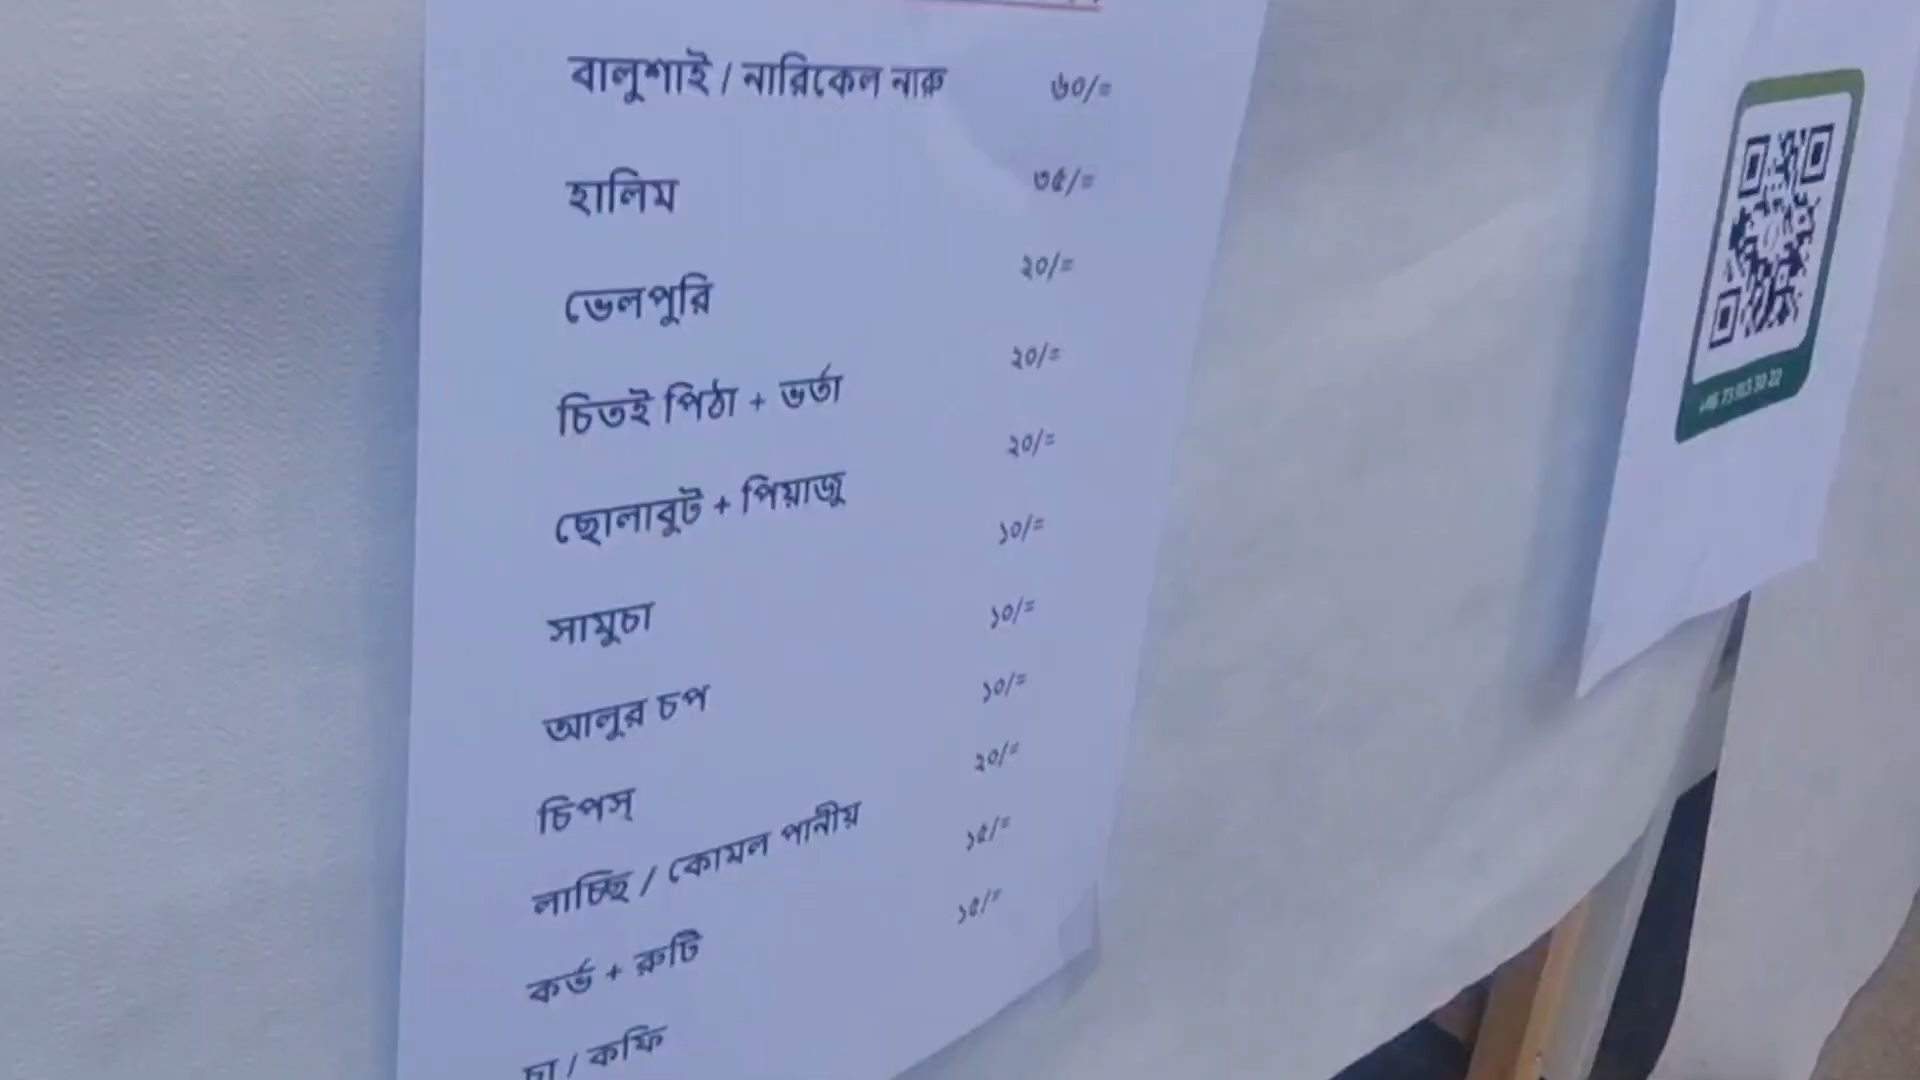 বালুশাই / নারিকেল নারু ৬০/=
হালিম ৩৫/=
ভেলপুরি ২০/=
চিতই পিঠা + ভর্তা ২০/=
ছোলাবুট + পিয়াজু ২০/=
সামুচা ১০/=
আলুর চপ ১০/=
চিপস্ ১০/=
লাচ্ছি / কোমল পানীয় ২০/=
কর্ভ + রুটি ১৫/=
চা / কফি ১৫/=